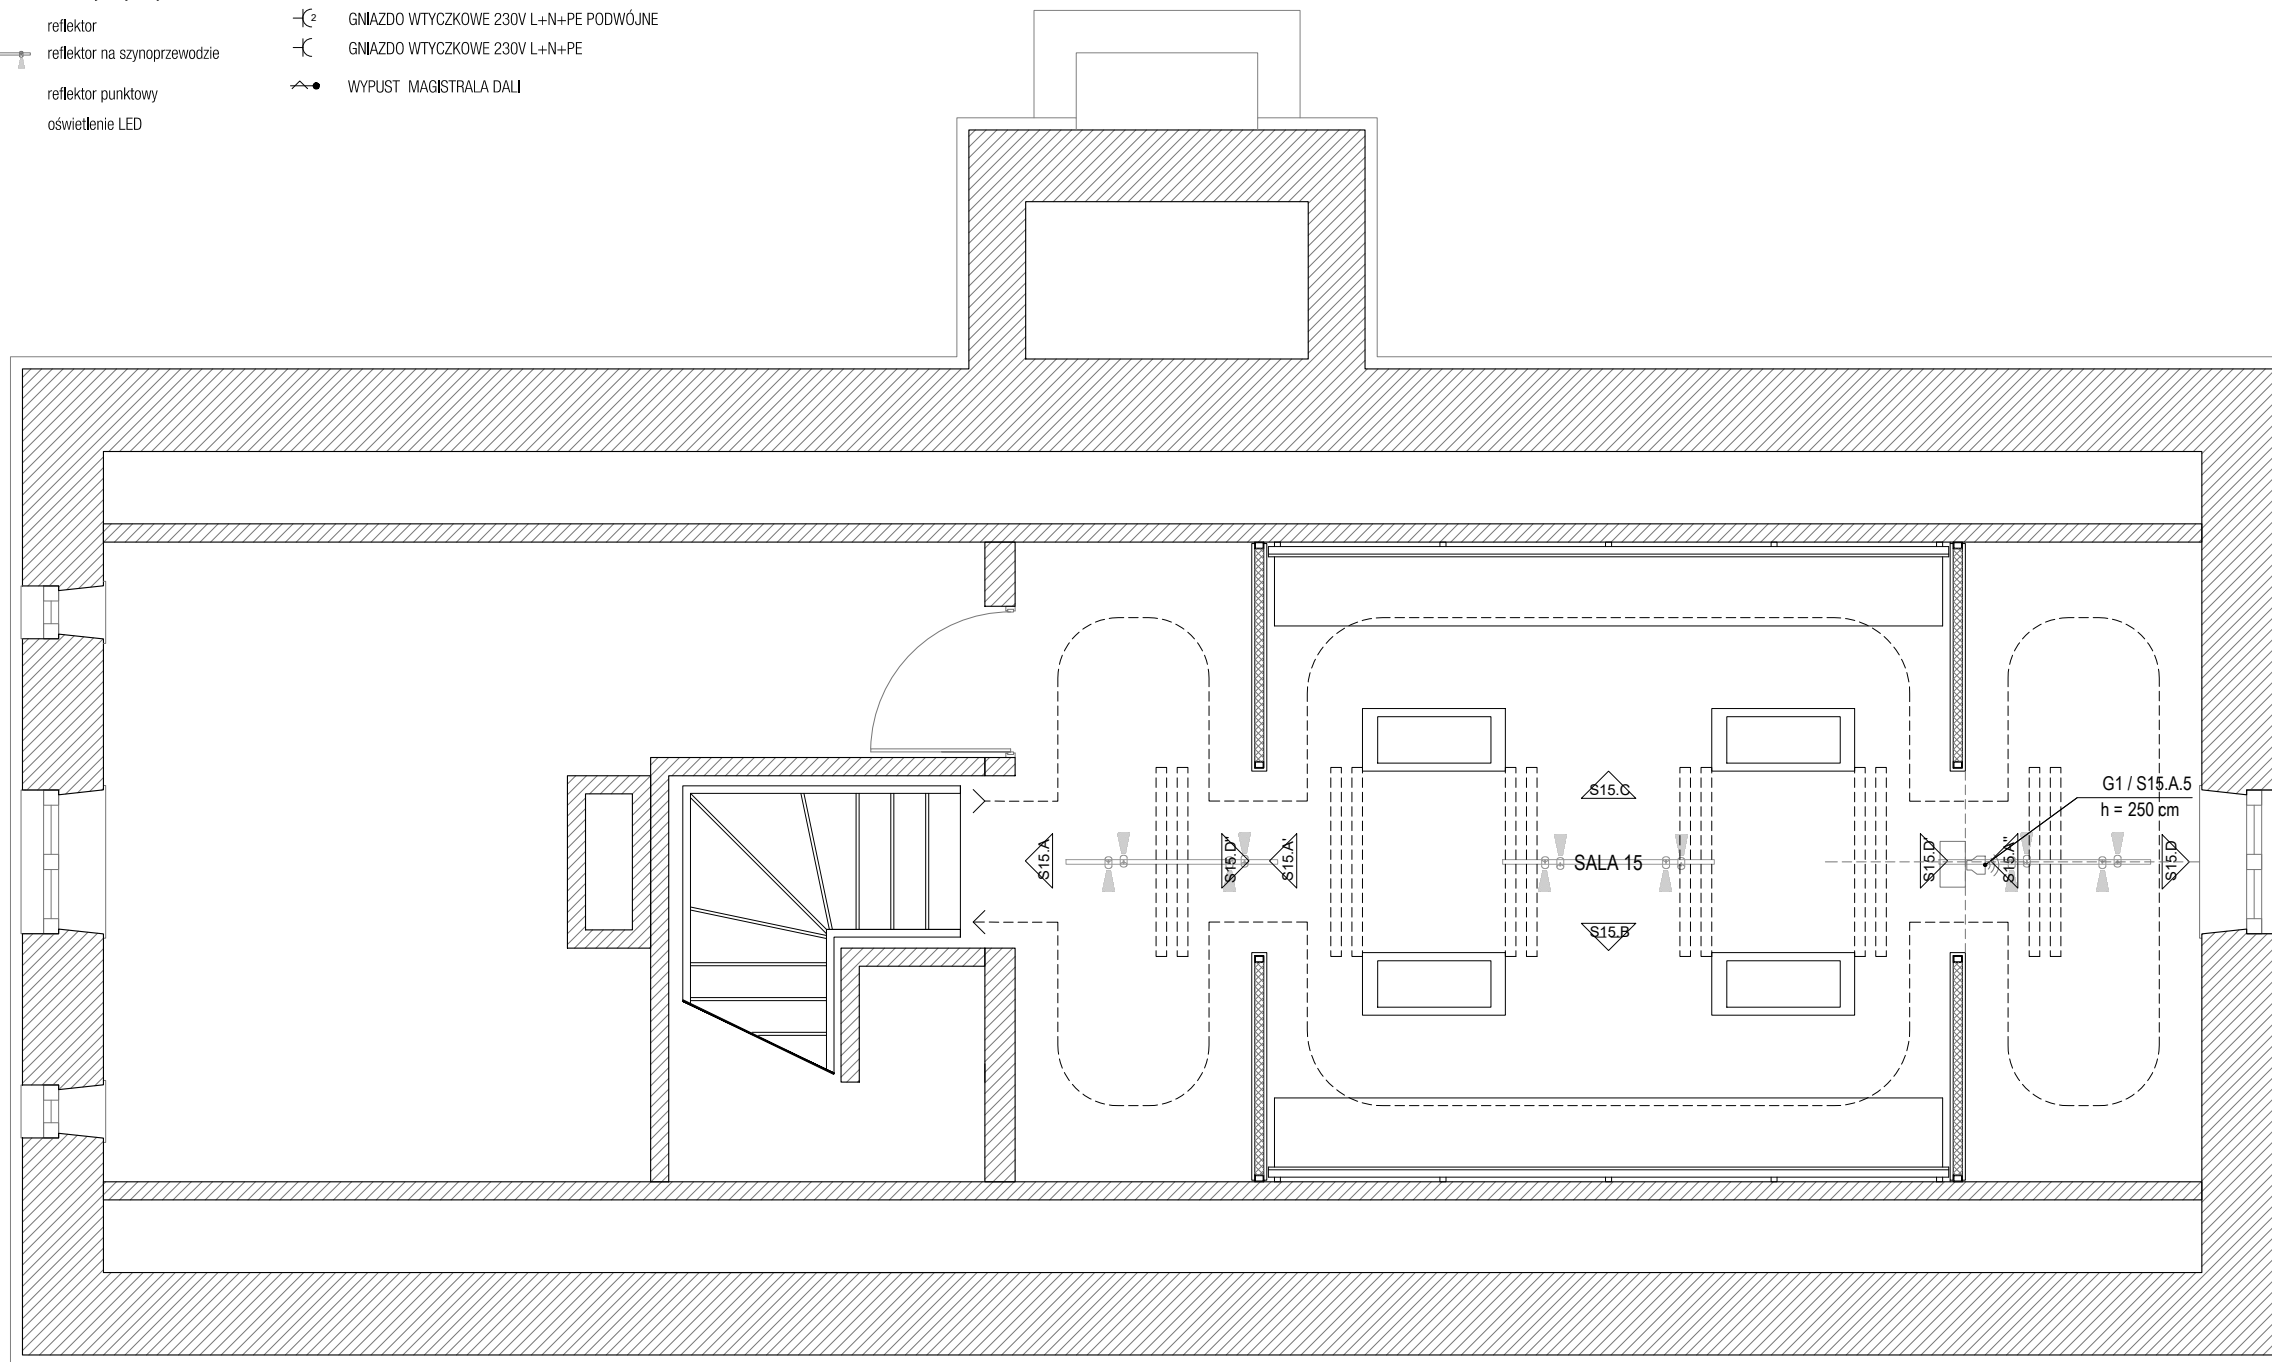 reflektor
reflektor na szynoprzewodzie
reflektor punktowy
oświetlenie LED
2
GNIAZDO WTYCZKOWE 230V L+N+PE PODWÓJNE
GNIAZDO WTYCZKOWE 230V L+N+PE
WYPUST MAGISTRALA DALI
S15.C
G1 / S15.A.5
h = 250 cm
S15.A
S15.D"
S15.A'
SALA 15
S15.D'
S15.A"
S15.D
S15.B